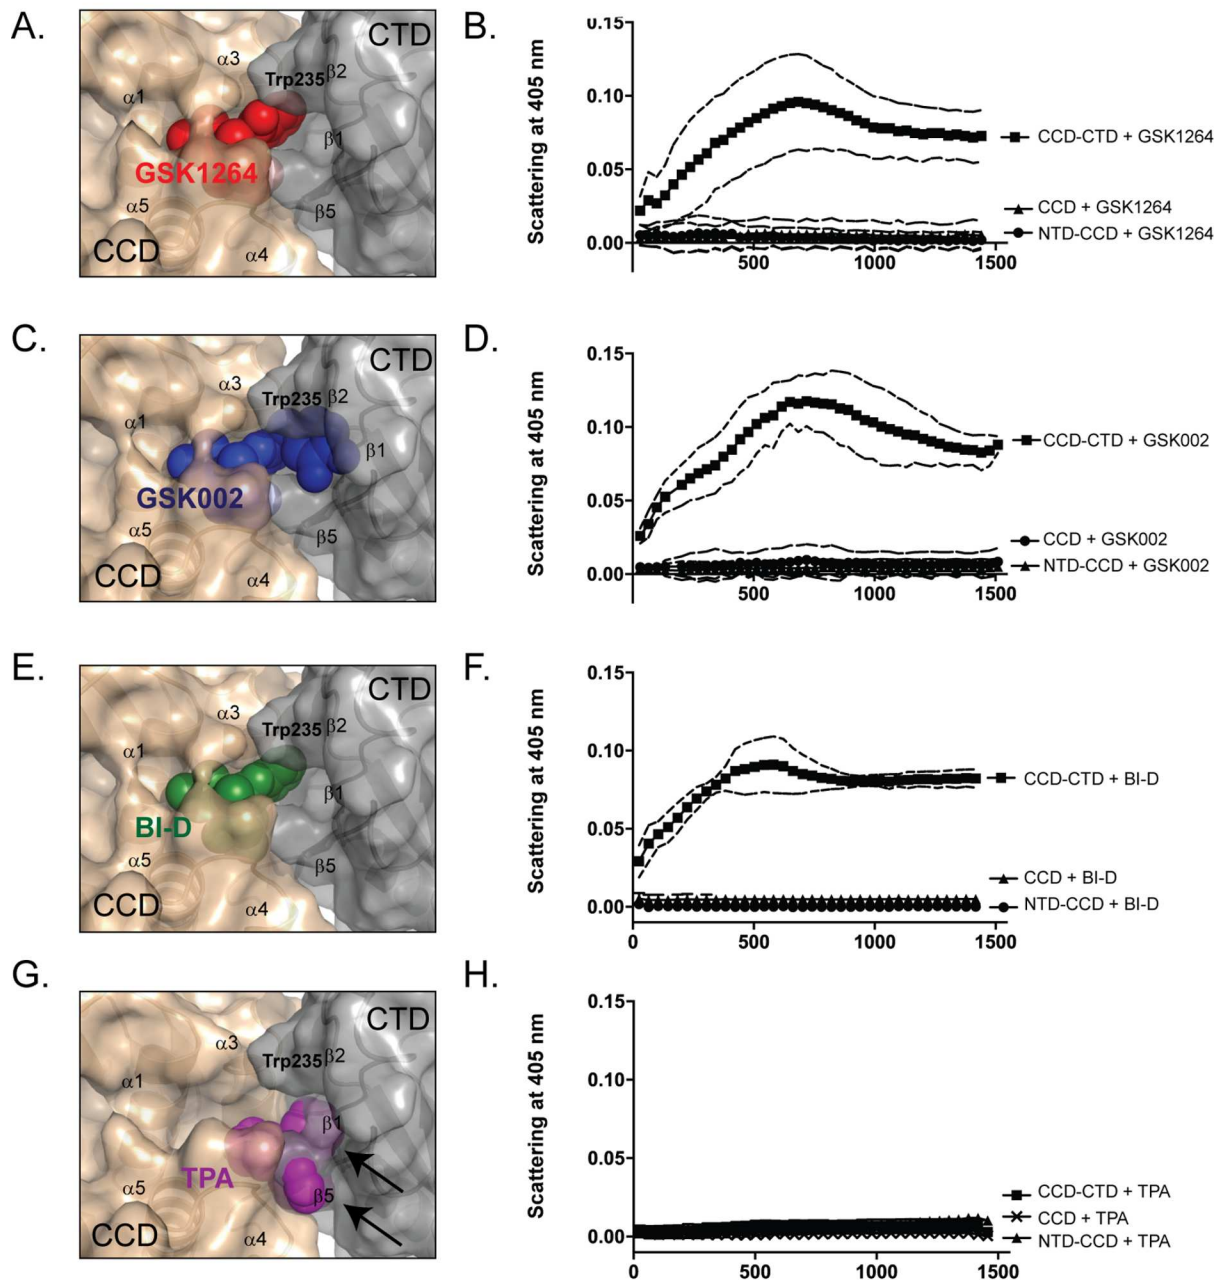 A.
CTD
α3
Trp235
β2
α1
β1
GSK1264
α5
β5
CCD
α4
B.
Scattering at 405 nm
0.15
0.10
0.05
0.00
500
1000
1500
CCD-CTD + GSK1264
CCD + GSK1264
NTD-CCD + GSK1264
C.
CTD
α3
Trp235
β2
α1
β1
GSK002
α5
β5
CCD
α4
D.
Scattering at 405 nm
0.15
0.10
0.05
0.00
500
1000
1500
CCD-CTD + GSK002
CCD + GSK002
NTD-CCD + GSK002
E.
CTD
α3
Trp235
β2
α1
β1
BI-D
α5
β5
CCD
α4
F.
Scattering at 405 nm
0.15
0.10
0.05
0.00
0
500
1000
1500
CCD-CTD + BI-D
CCD + BI-D
NTD-CCD + BI-D
G.
CTD
α3
Trp235
β2
α1
β1
TPA
α5
β5
CCD
α4
H.
Scattering at 405 nm
0.15
0.10
0.05
0.00
0
500
1000
1500
CCD-CTD + TPA
CCD + TPA
NTD-CCD + TPA